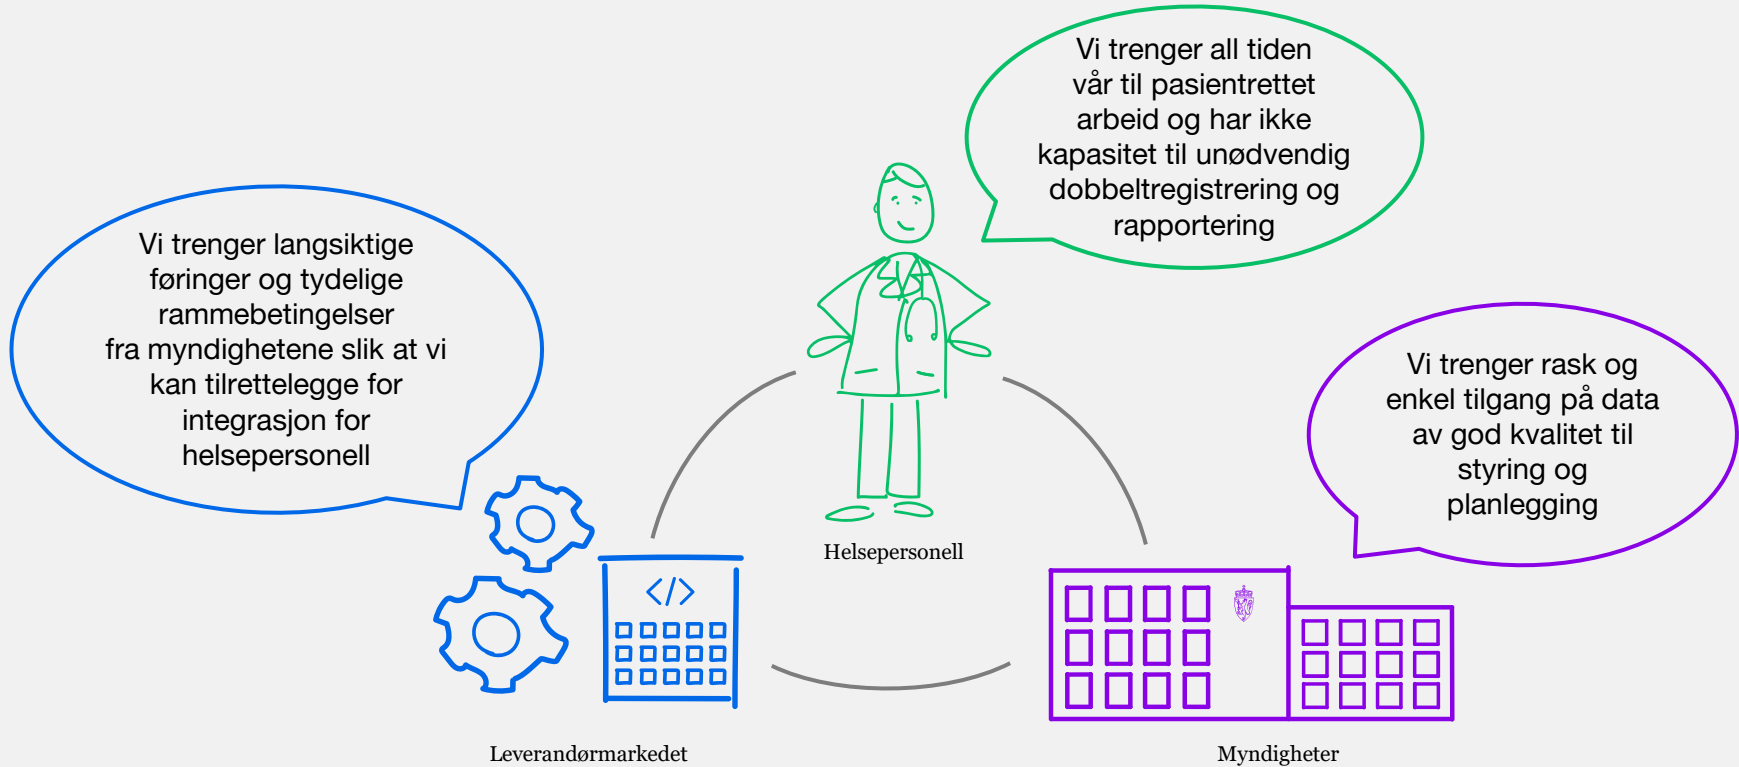 Vi trenger all tiden
vår til pasientrettet
arbeid og har ikke
kapasitet til unødvendig
dobbeltregistrering og
rapportering
Vi trenger langsiktige
føringer og tydelige
rammebetingelser
fra myndighetene slik at vi
kan tilrettelegge for
integrasjon for
helsepersonell
Vi trenger rask og
enkel tilgang på data
av god kvalitet til
styring og
planlegging
Helsepersonell
</>
Leverandørmarkedet
Myndigheter